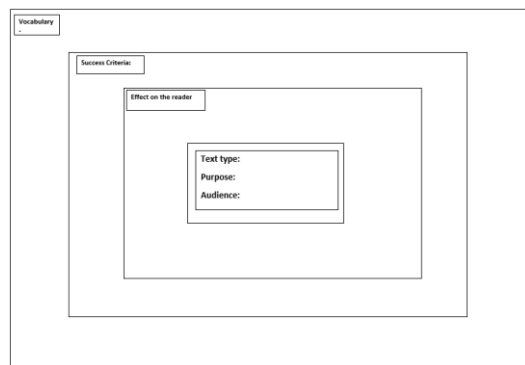 Vocabulary
-
Success Criteria:
Effect on the reader
Text type:
Purpose:
Audience: